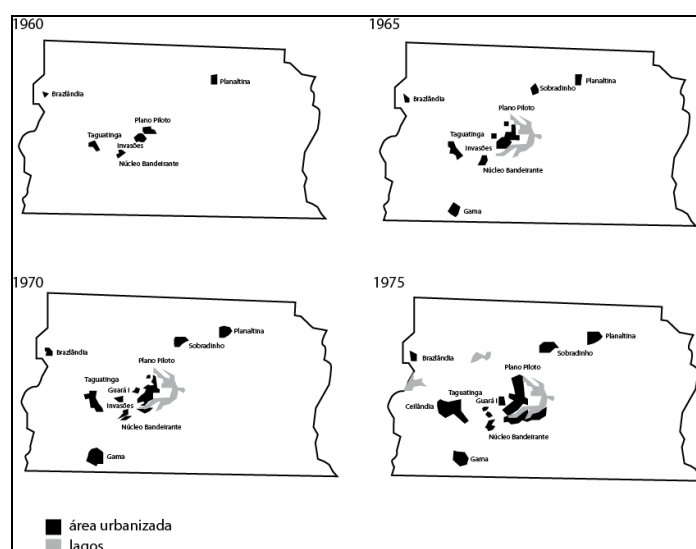 1960
Planaltina
Brazlândia
Plano Piloto
Taguatinga
Invasões
Núcleo Bandeirante
1965
Planaltina
Sobradinho
Brazlândia
Plano Piloto
Taguatinga
Invasões
Núcleo Bandeirante
Gama
1970
Planaltina
Sobradinho
Brazlândia
Plano Piloto
Taguatinga
Guará I
Invasões
Núcleo Bandeirante
Gama
1975
Planaltina
Sobradinho
Brazlândia
Plano Piloto
Taguatinga
Guará I
Ceilândia
Núcleo Bandeirante
Gama
área urbanizada
lagos